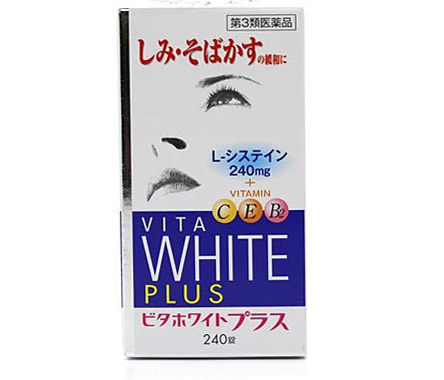 第3類医薬品
しみ・そばかすの緩和に
L-システイン
240mg
+
VITAMIN
C E B2
VITA
WHITE
PLUS
ビタホワイトプラス
240錠